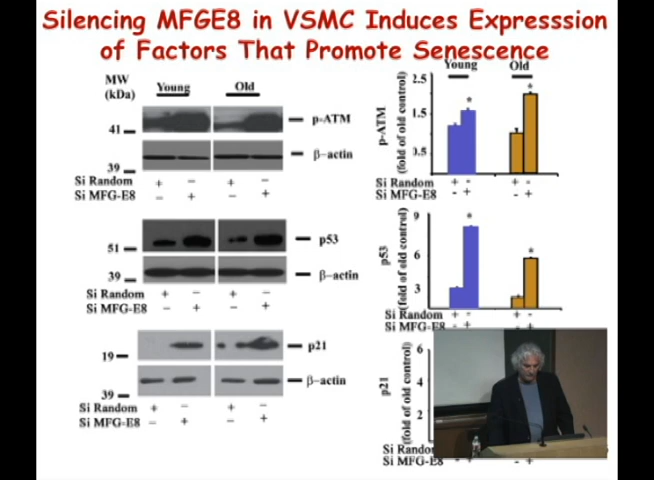 Silencing MFGE8 in VSMC Induces Expresssion
of Factors That Promote Senescence
MW
(kDa)
Young Old
41
p-ATM
39
β-actin
Si Random + – + –
Si MFG-E8 – + – +
51
p53
39
β-actin
Si Random + – + –
Si MFG-E8 – + – +
19
p21
39
β-actin
Si Random + – + –
Si MFG-E8 – + – +
Young Old
p-ATM
(fold of old control)
2.5
1.5
0.5
* *
Si Random + - + -
Si MFG-E8 - + - +
p53
(fold of old control)
9
6
3
* *
Si Random + - + -
Si MFG-E8 - + - +
p21
(fold of old control)
6
4
2
Si Rando
Si MFG-E8 - + - +